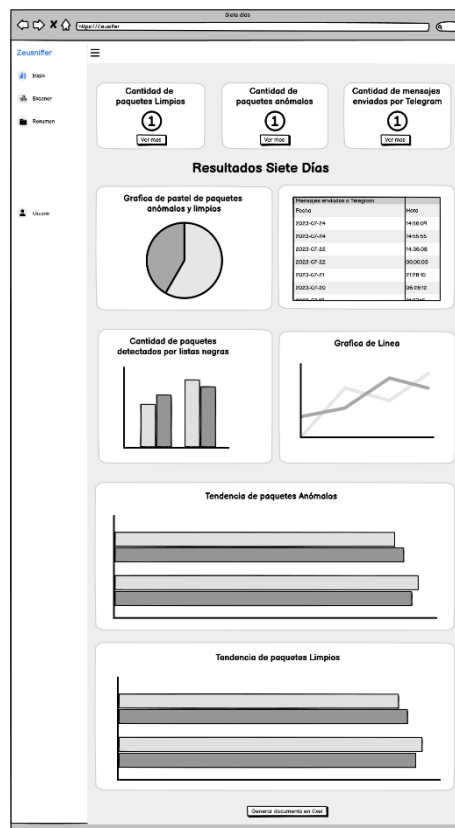 Siete días
https://Zeusniffer
Zeusniffer
Inicio
Escaner
Resumen
Usuario
Cantidad de
paquetes Limpios
1
Ver mas
Cantidad de
paquetes anómalos
1
Ver mas
Cantidad de mensajes
enviados por Telegram
1
Ver mas
Resultados Siete Días
Grafica de pastel de paquetes
anómalos y limpios
Mensajes enviados a Telegram
Fecha Hora
2023-07-24 14:56:09
2023-07-24 14:55:55
2023-07-22 14:36:08
2023-07-22 00:00:03
2023-07-21 21:28:10
2023-07-20 06:28:12
Cantidad de paquetes
detectados por listas negras
Grafica de Linea
Tendencia de paquetes Anómalos
Tandencia de paquetes Limpios
Generar documento en Exel